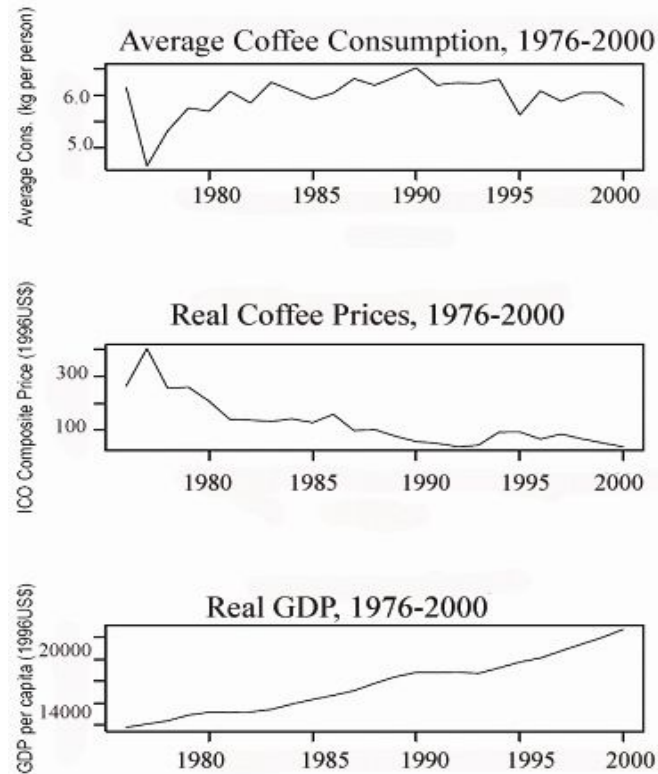 Average Coffee Consumption, 1976-2000
Average Cons. (kg per person)
6.0
5.0
1980 1985 1990 1995 2000
Real Coffee Prices, 1976-2000
ICO Composite Price (1996US$)
300
100
1980 1985 1990 1995 2000
Real GDP, 1976-2000
GDP per capita (1996US$)
20000
14000
1980 1985 1990 1995 2000